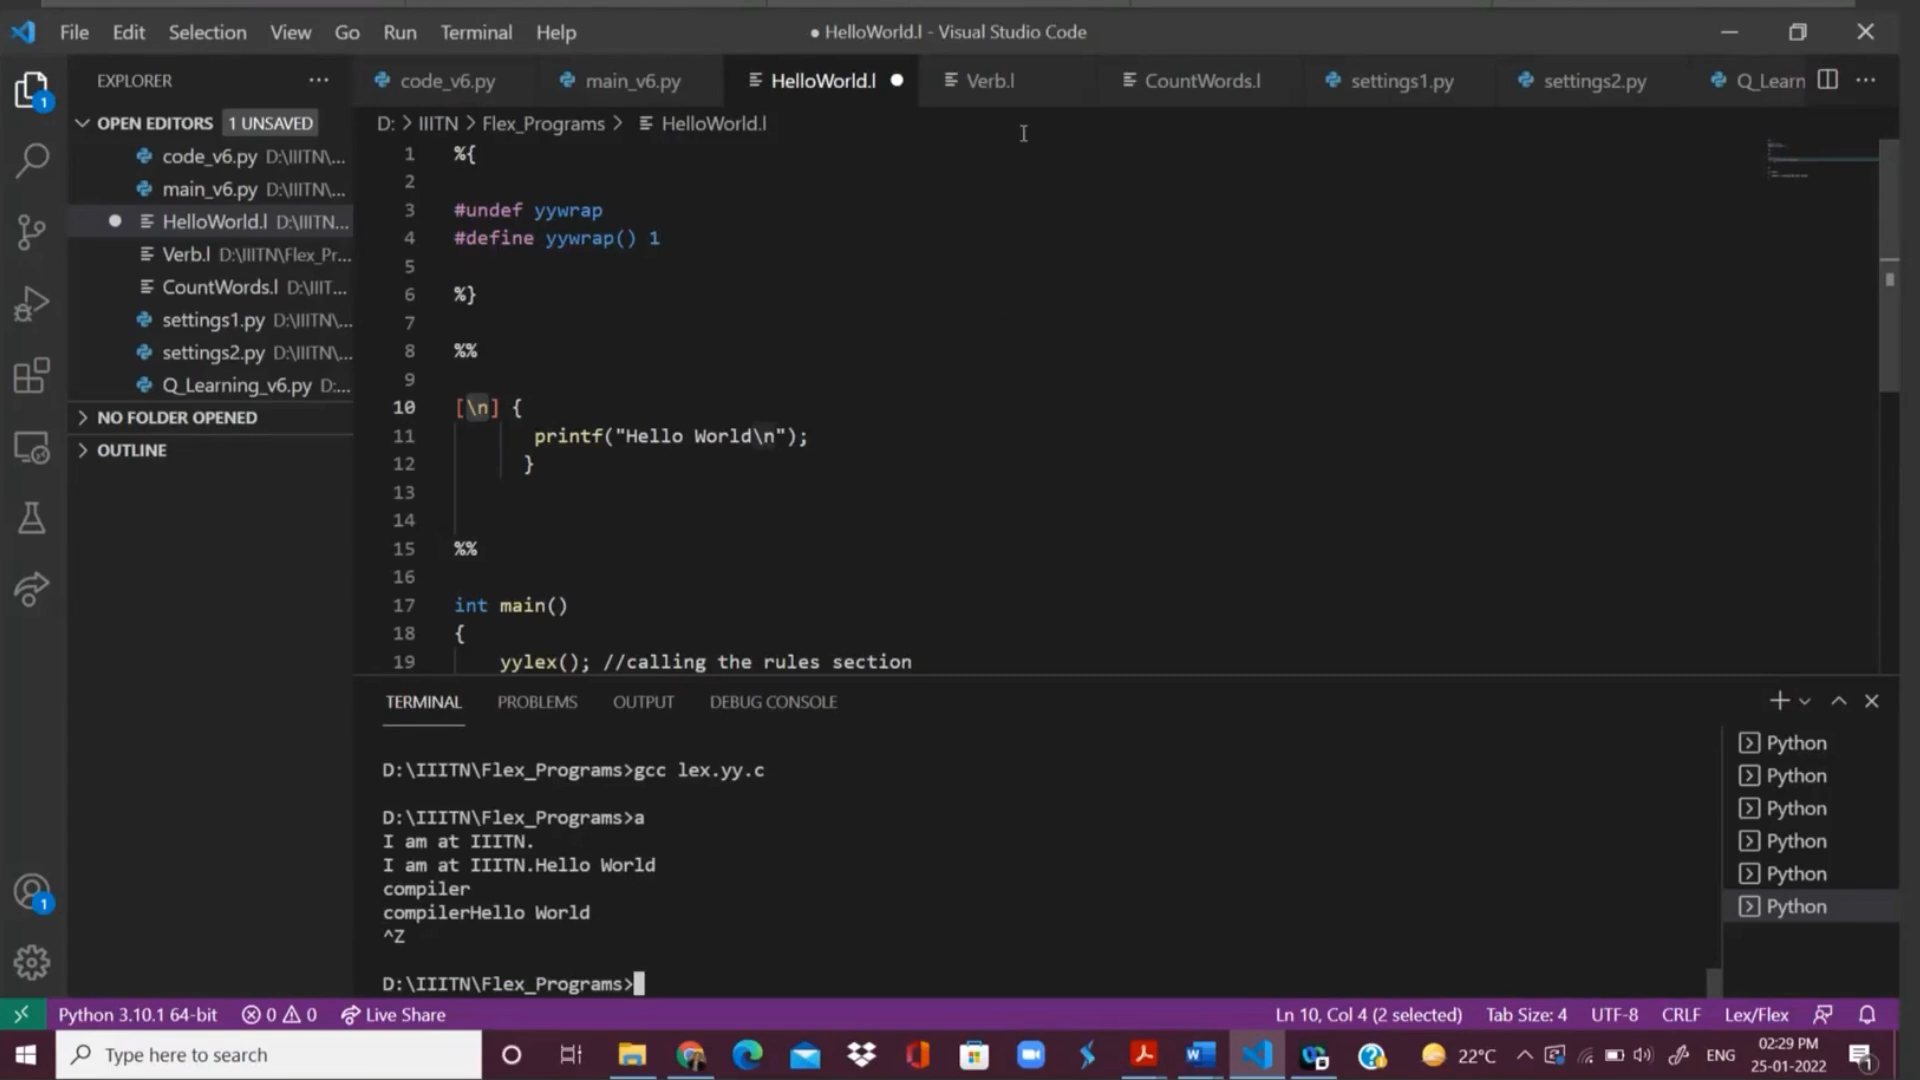 File Edit Selection View Go Run Terminal Help
● HelloWorld.l - Visual Studio Code
EXPLORER
code_v6.py main_v6.py HelloWorld.l Verb.l CountWords.l settings1.py settings2.py Q_Learn
OPEN EDITORS 1 UNSAVED
D: > IIITN > Flex_Programs > HelloWorld.l
code_v6.py D:\IIITN\...
main_v6.py D:\IIITN\...
HelloWorld.l D:\IIITN...
Verb.l D:\IIITN\Flex_Pr...
CountWords.l D:\IIIT...
settings1.py D:\IIITN\...
settings2.py D:\IIITN\...
Q_Learning_v6.py D:...
NO FOLDER OPENED
OUTLINE
1 %{
2
3 #undef yywrap
4 #define yywrap() 1
5
6 %}
7
8 %%
9
10 [\n] {
11 printf("Hello World\n");
12 }
13
14
15 %%
16
17 int main()
18 {
19 yylex(); //calling the rules section
TERMINAL PROBLEMS OUTPUT DEBUG CONSOLE
D:\IIITN\Flex_Programs>gcc lex.yy.c
D:\IIITN\Flex_Programs>a
I am at IIITN.
I am at IIITN.Hello World
compiler
compilerHello World
^Z
D:\IIITN\Flex_Programs>
Python
Python
Python
Python
Python
Python
1
1
Python 3.10.1 64-bit 0 0 Live Share
Ln 10, Col 4 (2 selected) Tab Size: 4 UTF-8 CRLF Lex/Flex
Type here to search
22°C ENG
02:29 PM
25-01-2022
1